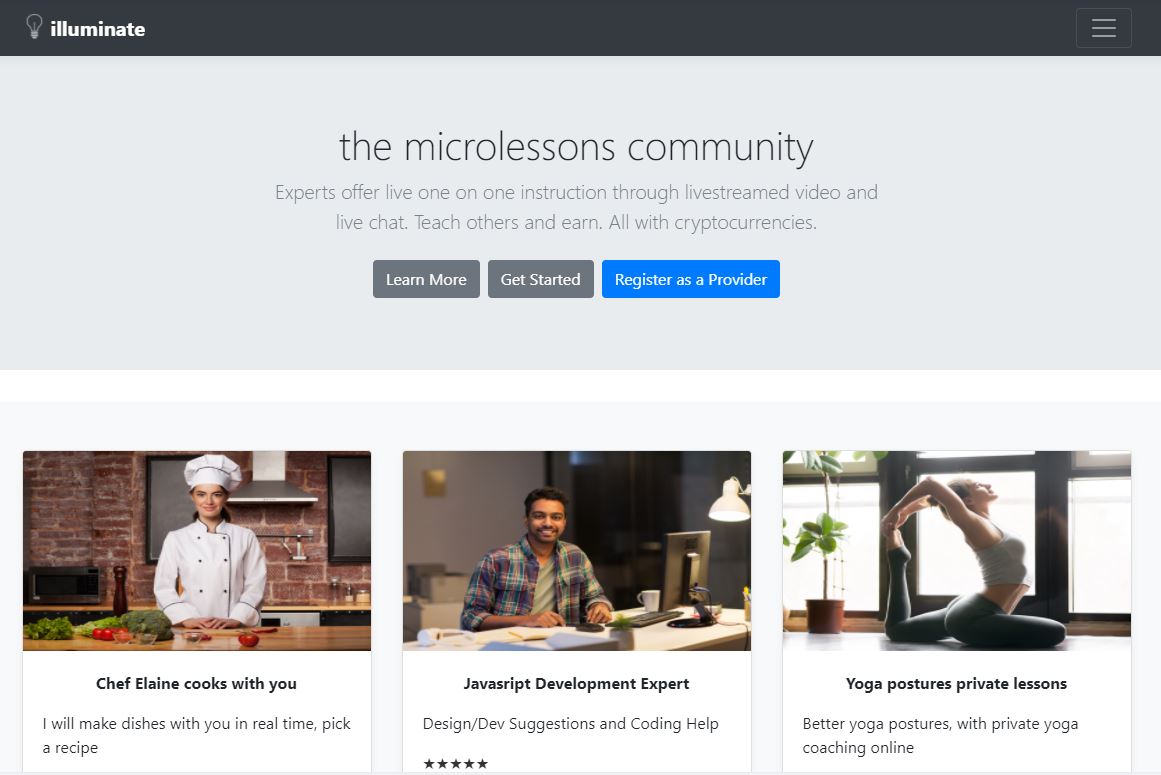 illuminate
the microlessons community
Experts offer live one on one instruction through livestreamed video and
live chat. Teach others and earn. All with cryptocurrencies.
Learn More
Get Started
Register as a Provider
Chef Elaine cooks with you
I will make dishes with you in real time, pick
a recipe
Javasript Development Expert
Design/Dev Suggestions and Coding Help
★★★★★
Yoga postures private lessons
Better yoga postures, with private yoga
coaching online